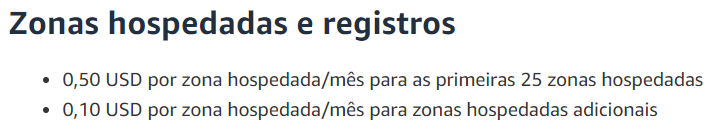 Zonas hospedadas e registros
• 0,50 USD por zona hospedada/mês para as primeiras 25 zonas hospedadas
• 0,10 USD por zona hospedada/mês para zonas hospedadas adicionais